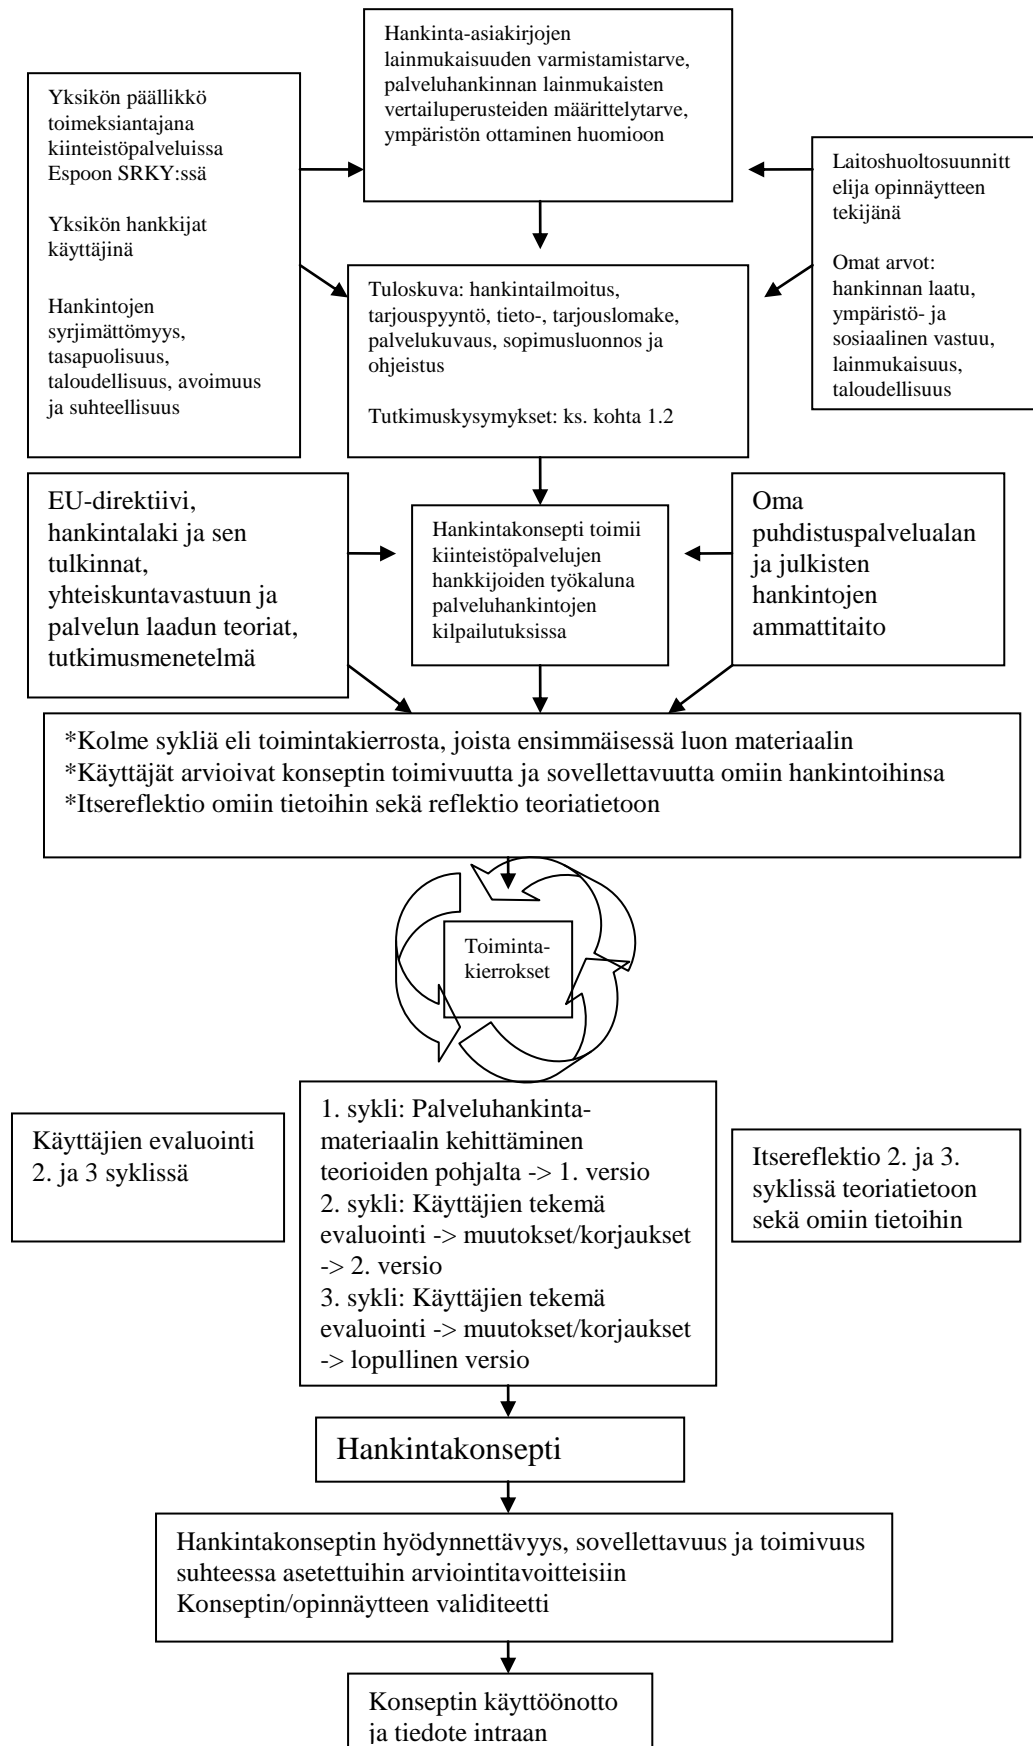 Hankinta-asiakirjojen
lainmukaisuuden varmistamistarve,
palveluhankinnan lainmukaisten
vertailuperusteiden määrittelytarve,
ympäristön ottaminen huomioon
Yksikön päällikkö
toimeksiantajana
kiinteistöpalveluissa
Espoon SRKY:ssä
Yksikön hankkijat
käyttäjinä
Hankintojen
syrjimättömyys,
tasapuolisuus,
taloudellisuus, avoimuus
ja suhteellisuus
Laitoshuoltosuunnitt
elija opinnäytteen
tekijänä
Omat arvot:
hankinnan laatu,
ympäristö- ja
sosiaalinen vastuu,
lainmukaisuus,
taloudellisuus
Tuloskuva: hankintailmoitus,
tarjouspyyntö, tieto-, tarjouslomake,
palvelukuvaus, sopimusluonnos ja
ohjeistus
Tutkimuskysymykset: ks. kohta 1.2
EU-direktiivi,
hankintalaki ja sen
tulkinnat,
yhteiskuntavastuun ja
palvelun laadun teoriat,
tutkimusmenetelmä
Hankintakonsepti toimii
kiinteistöpalvelujen
hankkijoiden työkaluna
palveluhankintojen
kilpailutuksissa
Oma
puhdistuspalvelualan
ja julkisten
hankintojen
ammattitaito
*Kolme sykliä eli toimintakierrosta, joista ensimmäisessä luon materiaalin
*Käyttäjät arvioivat konseptin toimivuutta ja sovellettavuutta omiin hankintoihinsa
*Itsereflektio omiin tietoihin sekä reflektio teoriatietoon
Toiminta-
kierrokset
Käyttäjien evaluointi
2. ja 3 syklissä
1. sykli: Palveluhankinta-
materiaalin kehittäminen
teorioiden pohjalta -> 1. versio
2. sykli: Käyttäjien tekemä
evaluointi -> muutokset/korjaukset
-> 2. versio
3. sykli: Käyttäjien tekemä
evaluointi -> muutokset/korjaukset
-> lopullinen versio
Itsereflektio 2. ja 3.
syklissä teoriatietoon
sekä omiin tietoihin
Hankintakonsepti
Hankintakonseptin hyödynnettävyys, sovellettavuus ja toimivuus
suhteessa asetettuihin arviointitavoitteisiin
Konseptin/opinnäytteen validiteetti
Konseptin käyttöönotto
ja tiedote intraan